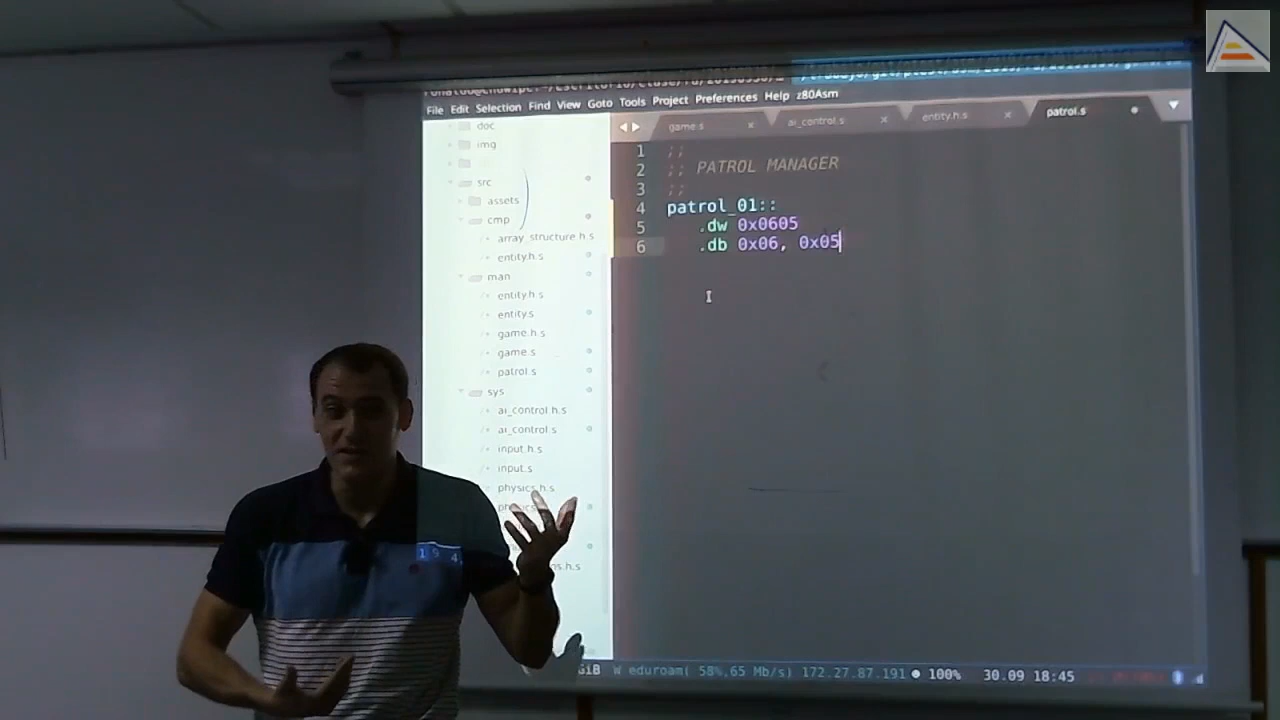 File Edit Selection Find View Goto Tools Project Preferences Help z80Asm
doc
img
src
assets
cmp
array_structure.h.s
entity.h.s
man
entity.h.s
entity.s
game.h.s
game.s
patrol.s
sys
ai_control.h.s
ai_control.s
input.h.s
input.s
physics.h.s
game.s ai_control.s entity.h.s patrol.s
1 ;;
2 ;; PATROL MANAGER
3 ;;
4 patrol_01::
5 .dw 0x0605
6 .db 0x06, 0x05
GiB W eduroam( 58%,65 Mb/s) 172.27.87.191 100% 30.09 18:45